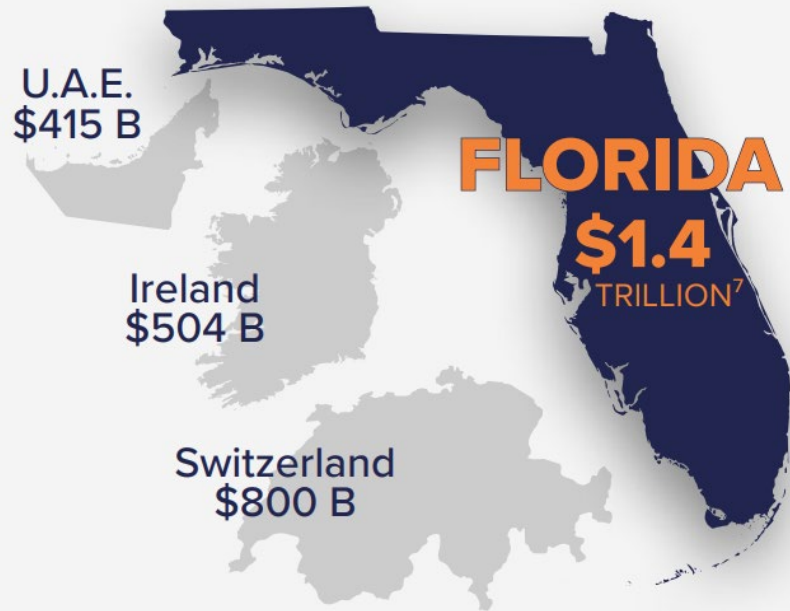 U.A.E.
$415 B
FLORIDA
$1.4
TRILLION⁷
Ireland
$504 B
Switzerland
$800 B